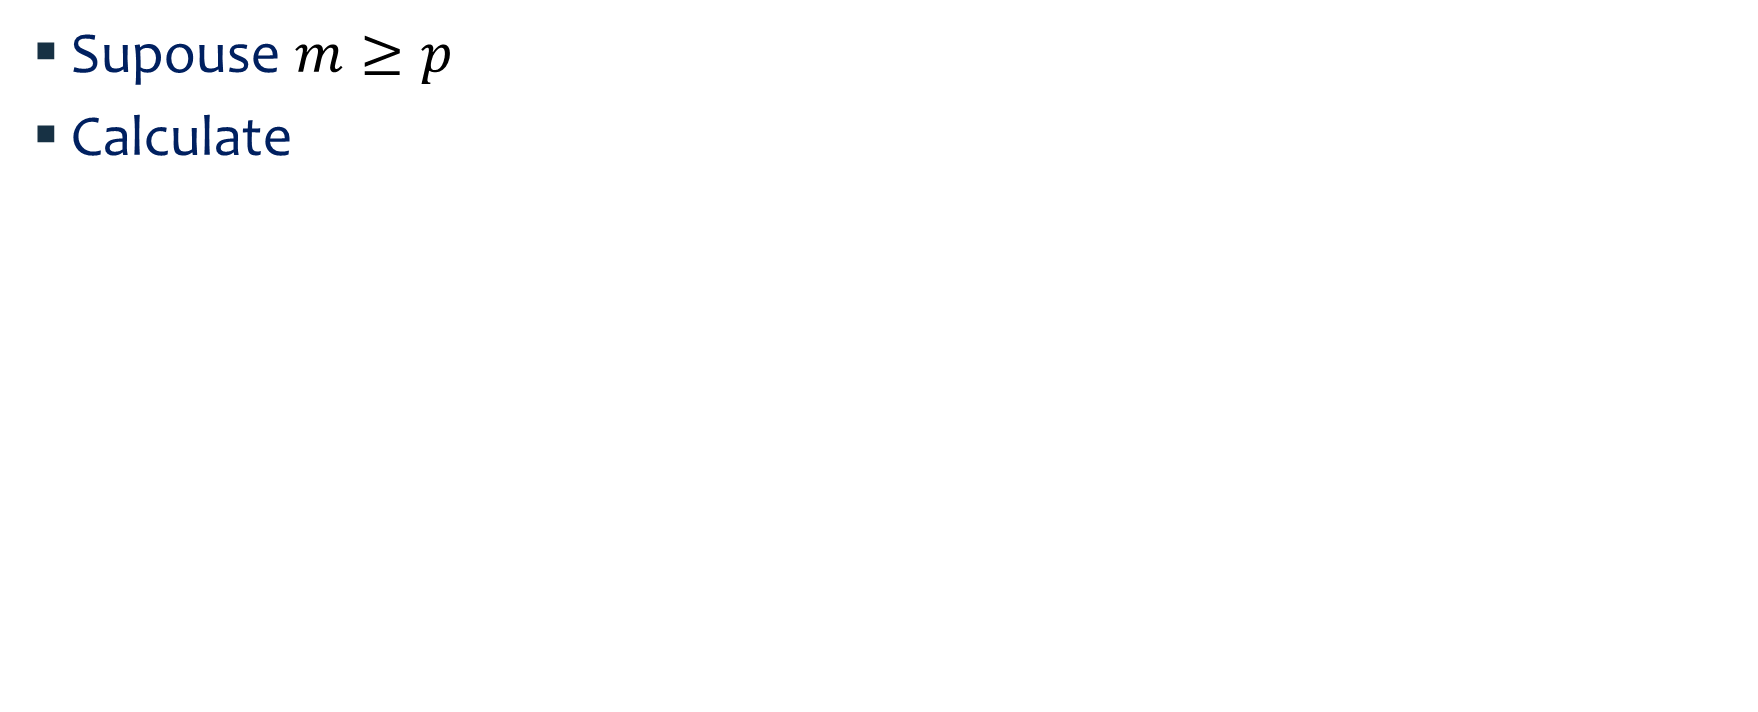 ▪ Supouse m ≥ p
▪ Calculate